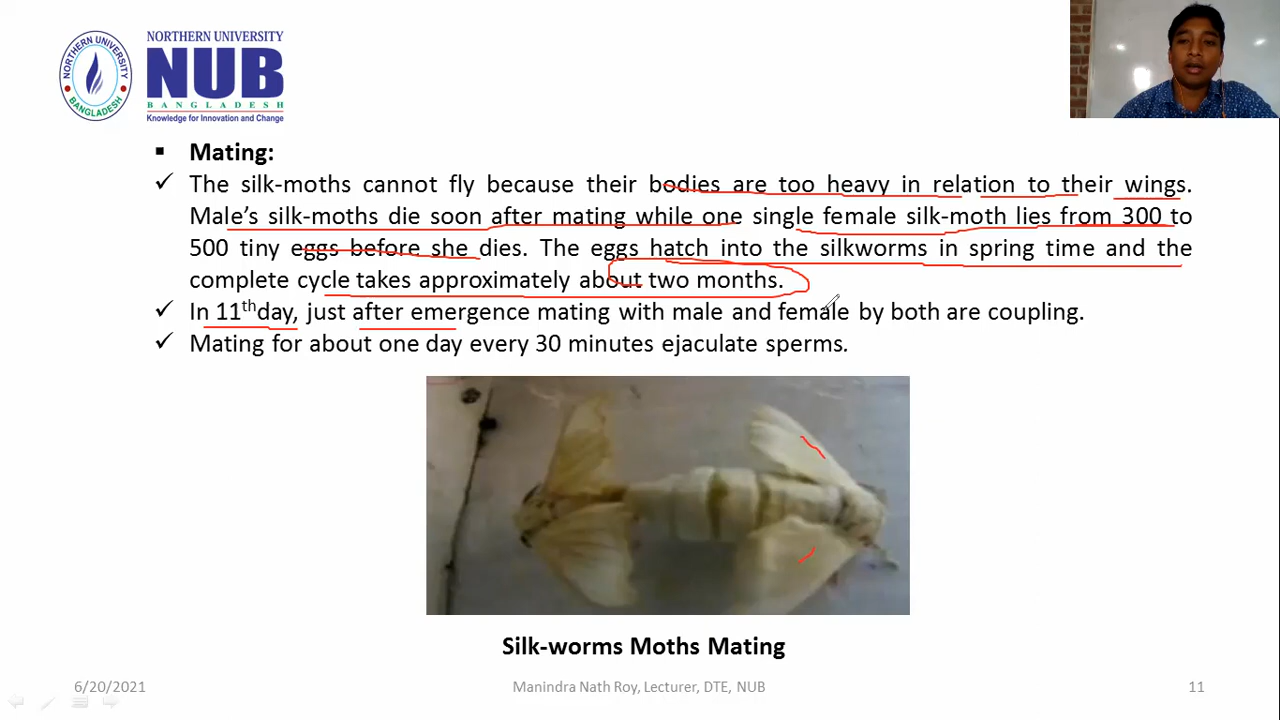 NORTHERN UNIVERSITY
BANGLADESH
NORTHERN UNIVERSITY
NUB
BANGLADESH
Knowledge for Innovation and Change
▪ Mating:
✓ The silk-moths cannot fly because their bodies are too heavy in relation to their wings.
Male’s silk-moths die soon after mating while one single female silk-moth lies from 300 to
500 tiny eggs before she dies. The eggs hatch into the silkworms in spring time and the
complete cycle takes approximately about two months.
✓ In 11thday, just after emergence mating with male and female by both are coupling.
✓ Mating for about one day every 30 minutes ejaculate sperms.
Silk-worms Moths Mating
6/20/2021
Manindra Nath Roy, Lecturer, DTE, NUB
11